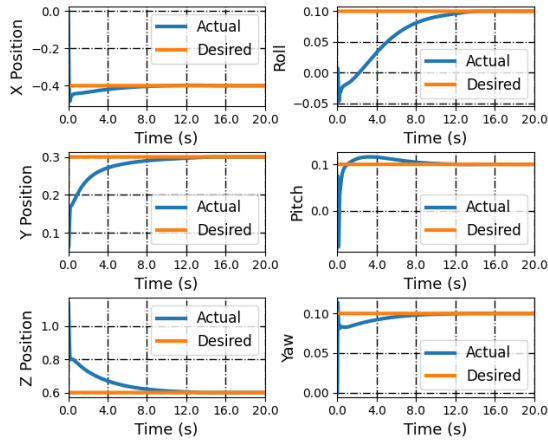 X Position
0.0
−0.2
−0.4
Actual
Desired
0.0 4.0 8.0 12.0 16.0 20.0
Time (s)
Roll
0.10
0.05
0.00
−0.05
Actual
Desired
0.0 4.0 8.0 12.0 16.0 20.0
Time (s)
Y Position
0.3
0.2
0.1
Actual
Desired
0.0 4.0 8.0 12.0 16.0 20.0
Time (s)
Pitch
0.1
0.0
Actual
Desired
0.0 4.0 8.0 12.0 16.0 20.0
Time (s)
Z Position
1.0
0.8
0.6
Actual
Desired
0.0 4.0 8.0 12.0 16.0 20.0
Time (s)
Yaw
0.10
0.05
0.00
Actual
Desired
0.0 4.0 8.0 12.0 16.0 20.0
Time (s)